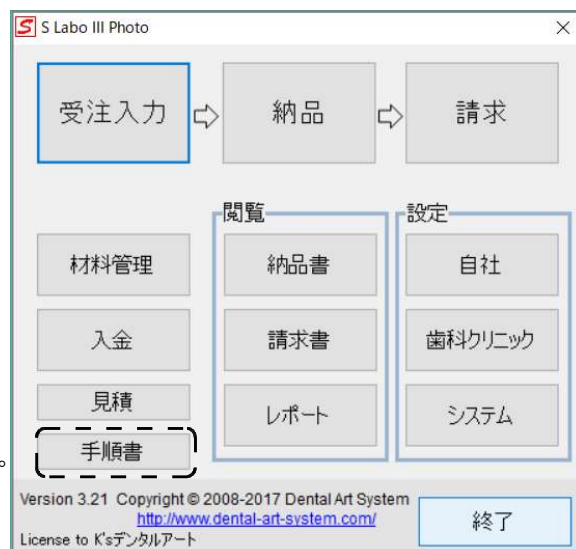 S Labo III Photo
受注入力 ⇨ 納品 ⇨ 請求
閲覧 設定
材料管理 納品書 自社
入金 請求書 歯科クリニック
見積
レポート システム
手順書
。
Version 3.21 Copyright © 2008-2017 Dental Art System
http://www.dental-art-system.com/
終了
License to K'sデンタルアート